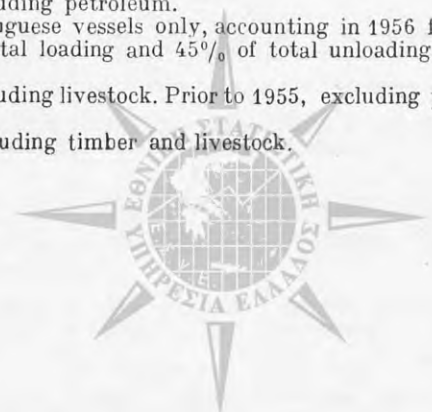 uding petroleum.
uguese vessels only, accounting in 1956 f
tal loading and 45% of total unloading
uding livestock. Prior to 1955, excluding
uding timber and livestock.
ΕΘΝΙΚΗ ΣΤΑΤΙΣΤΙΚΗ
ΥΠΗΡΕΣΙΑ ΕΛΛΑΔΟΣ